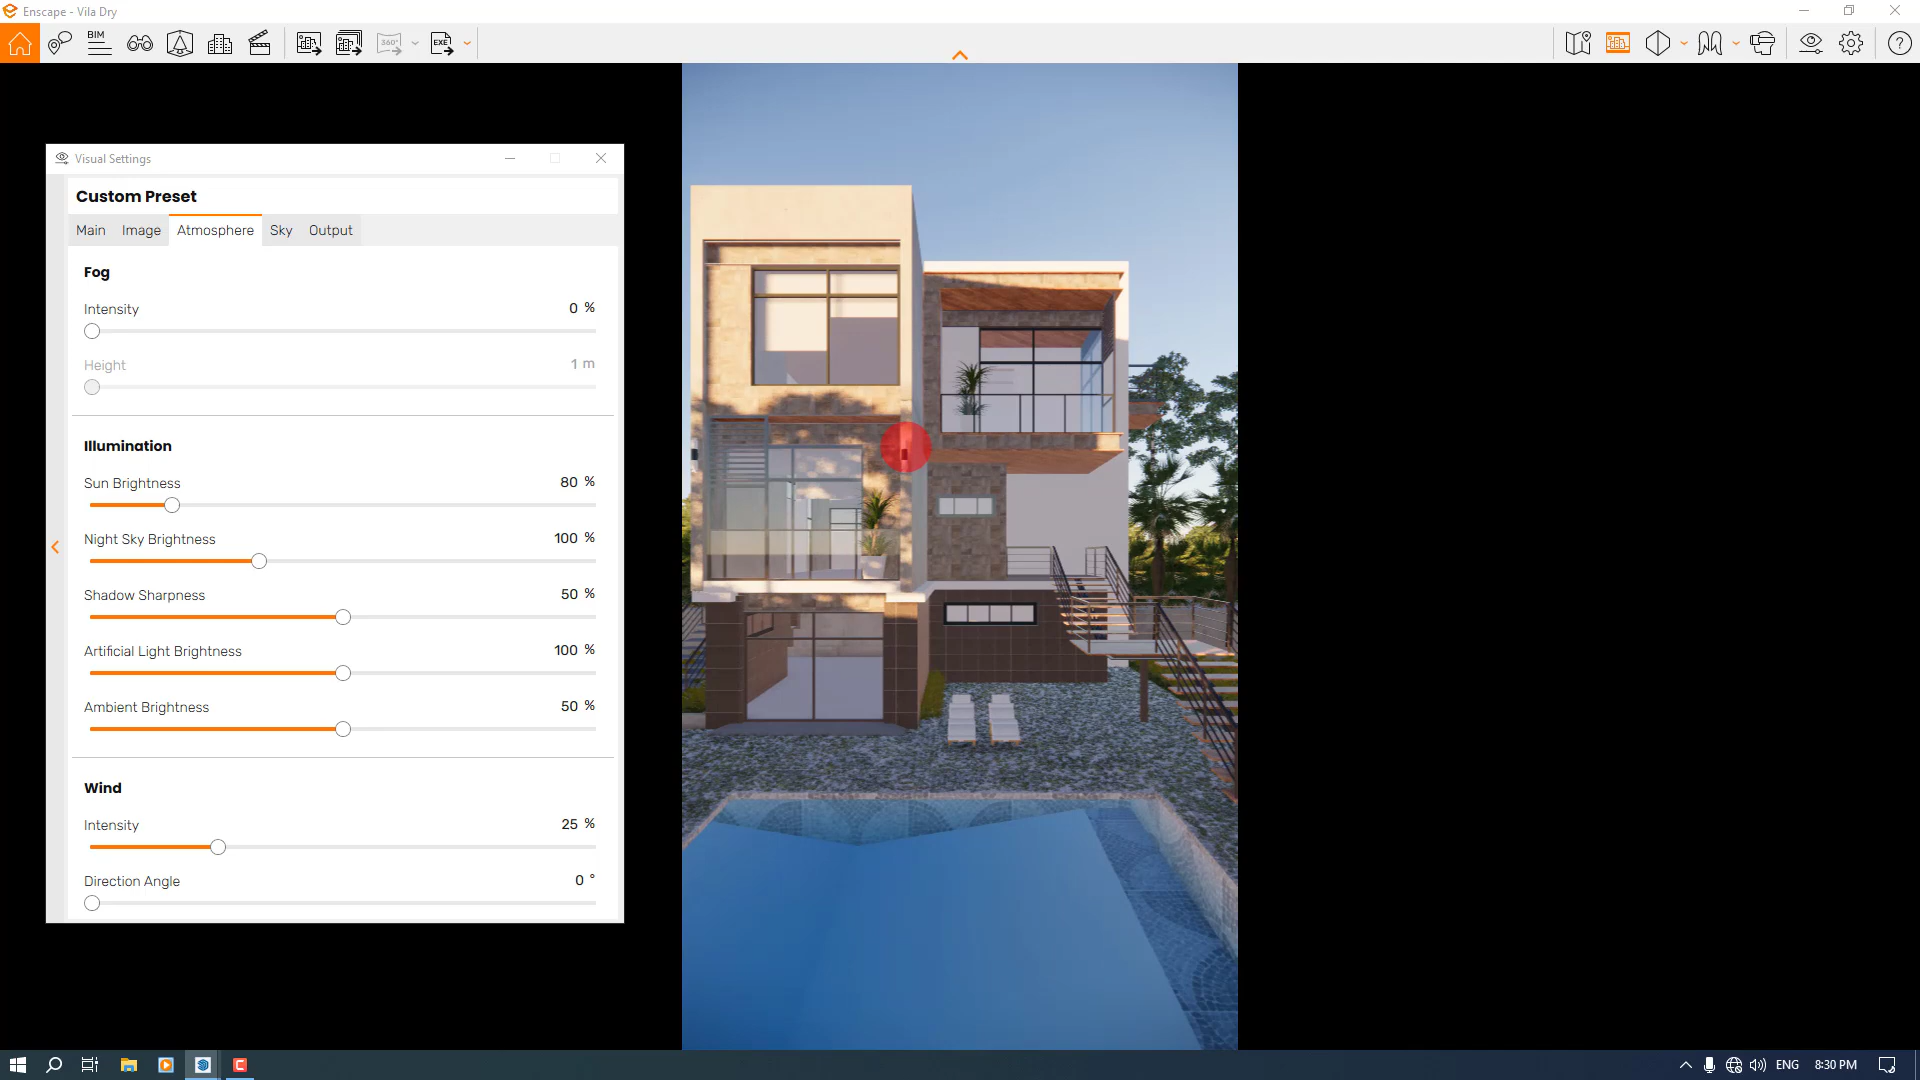 Enscape - Vila Dry
BIM
360°
EXE
Visual Settings
Custom Preset
Main Image Atmosphere Sky Output
Fog
Intensity 0 %
Height 1 m
Illumination
Sun Brightness 80 %
Night Sky Brightness 100 %
Shadow Sharpness 50 %
Artificial Light Brightness 100 %
Ambient Brightness 50 %
Wind
Intensity 25 %
Direction Angle 0 °
ENG 8:30 PM